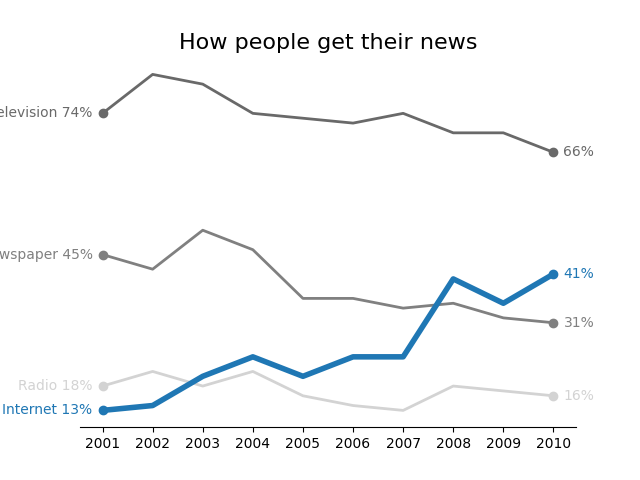 How people get their news
elevision 74%
66%
wspaper 45%
41%
31%
Radio 18%
16%
Internet 13%
2001 2002 2003 2004 2005 2006 2007 2008 2009 2010